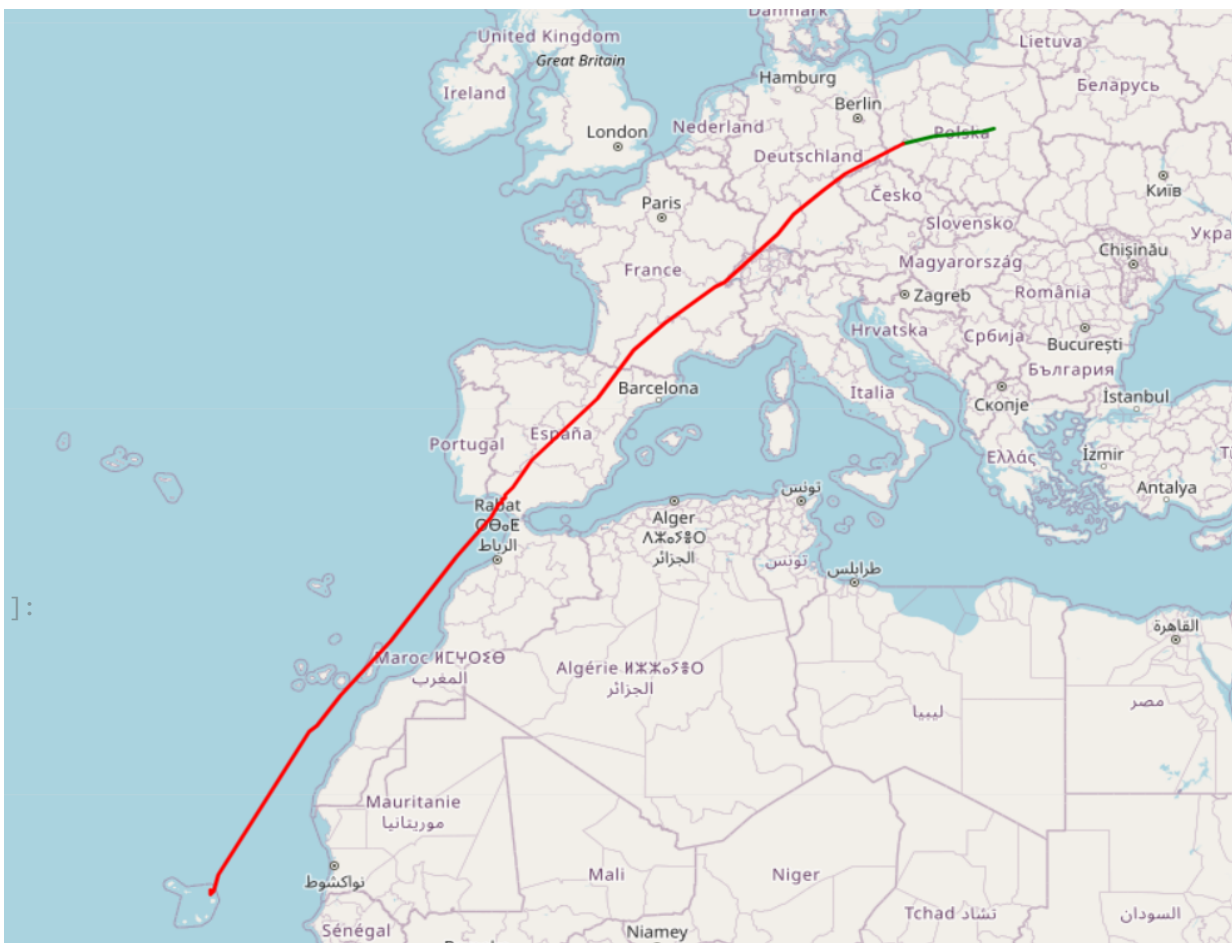 Danmark
Lietuva
United Kingdom
Great Britain
Hamburg
Беларусь
Ireland
Berlin
London
Nederland
Polska
Deutschland
Київ
Česko
Paris
Slovensko
Укра
Chișinău
France
Magyarország
Zagreb
România
Hrvatska
Србија
București
Barcelona
България
Italia
İstanbul
Скопје
España
Portugal
Ελλάς
İzmir
تونس
Antalya
Rabat
ⵔⴱⴰⵟ
الرباط
Alger
ⴷⵣⴰⵢⴻⵔ
الجزائر
تونس
طرابلس
]:
القاهرة
Maroc ⵍⵎⵖⵔⵉⴱ
المغرب
Algérie ⵍⵣⵣⴰⵢⴻⵔ
الجزائر
ليبيا
مصر
Mauritanie
موريتانيا
نواكشوط
Mali
Niger
Tchad تشاد
السودان
Sénégal
Niamey